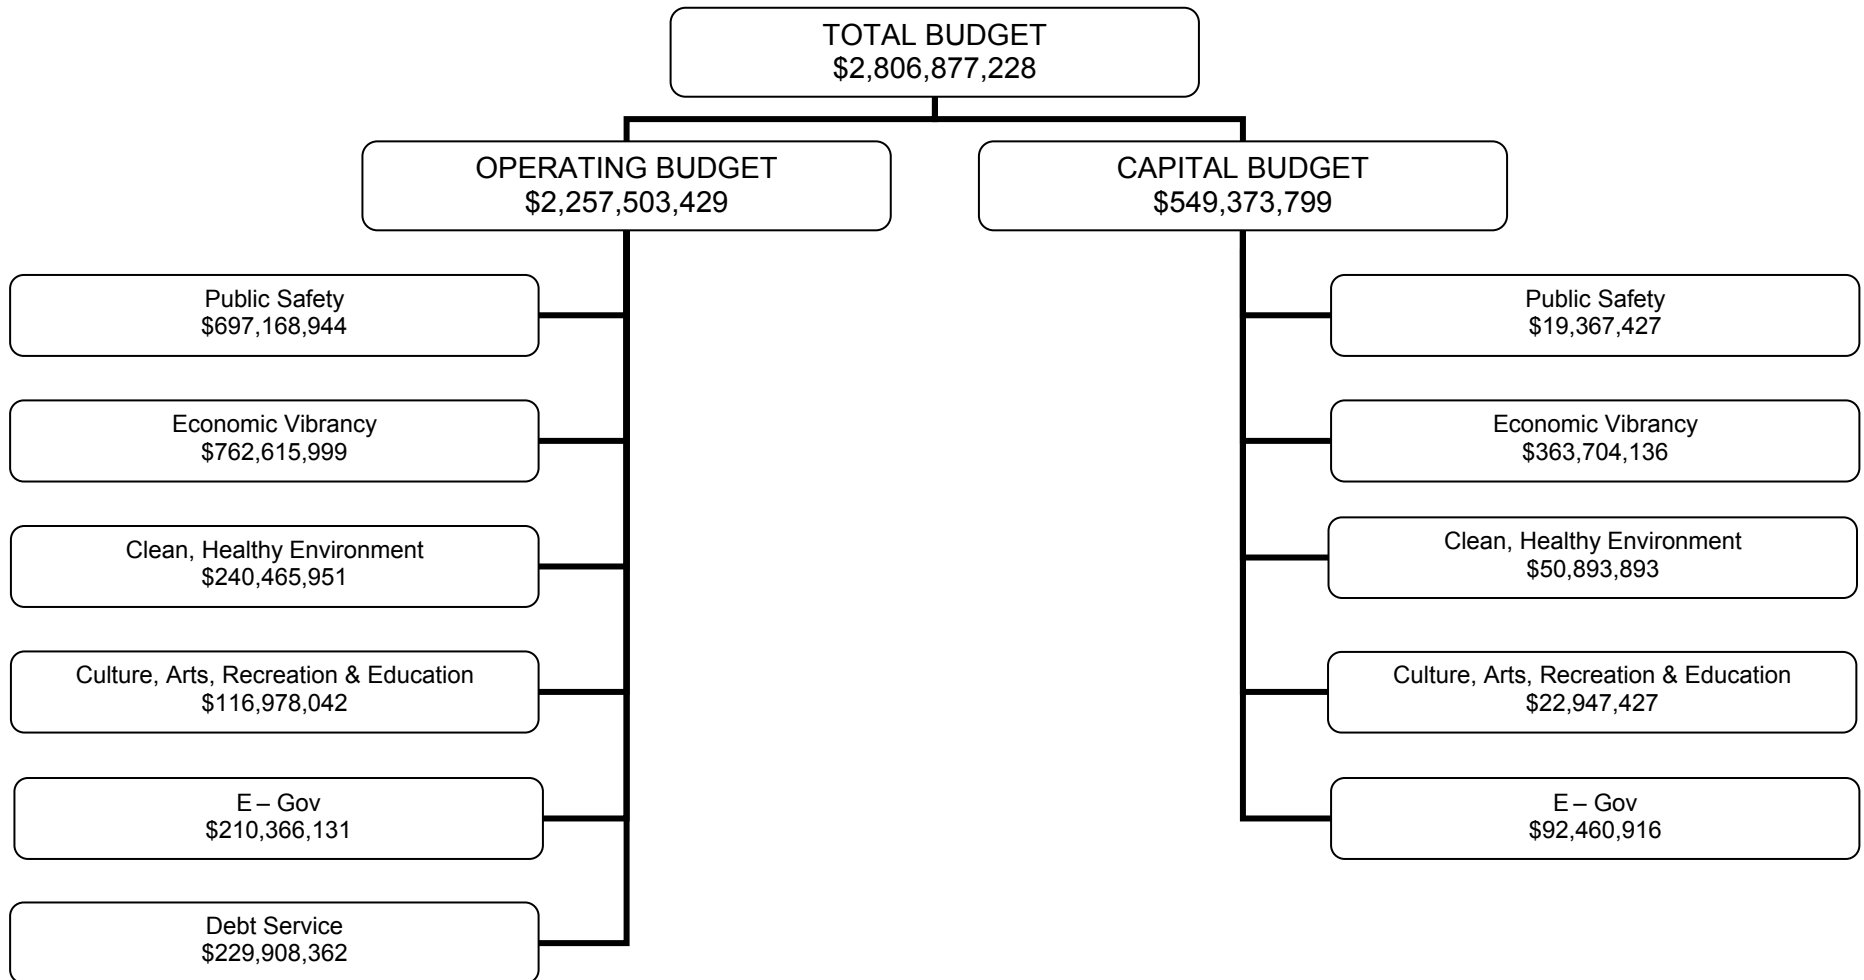 TOTAL BUDGET
$2,806,877,228
OPERATING BUDGET
$2,257,503,429
CAPITAL BUDGET
$549,373,799
Public Safety
$697,168,944
Public Safety
$19,367,427
Economic Vibrancy
$762,615,999
Economic Vibrancy
$363,704,136
Clean, Healthy Environment
$240,465,951
Clean, Healthy Environment
$50,893,893
Culture, Arts, Recreation & Education
$116,978,042
Culture, Arts, Recreation & Education
$22,947,427
E – Gov
$210,366,131
E – Gov
$92,460,916
Debt Service
$229,908,362